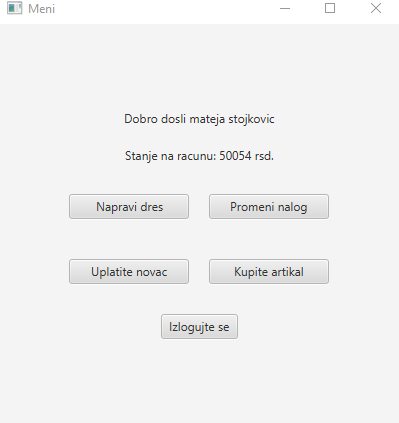 Meni
Dobro dosli mateja stojkovic
Stanje na racunu: 50054 rsd.
Napravi dres Promeni nalog
Uplatite novac Kupite artikal
Izlogujte se